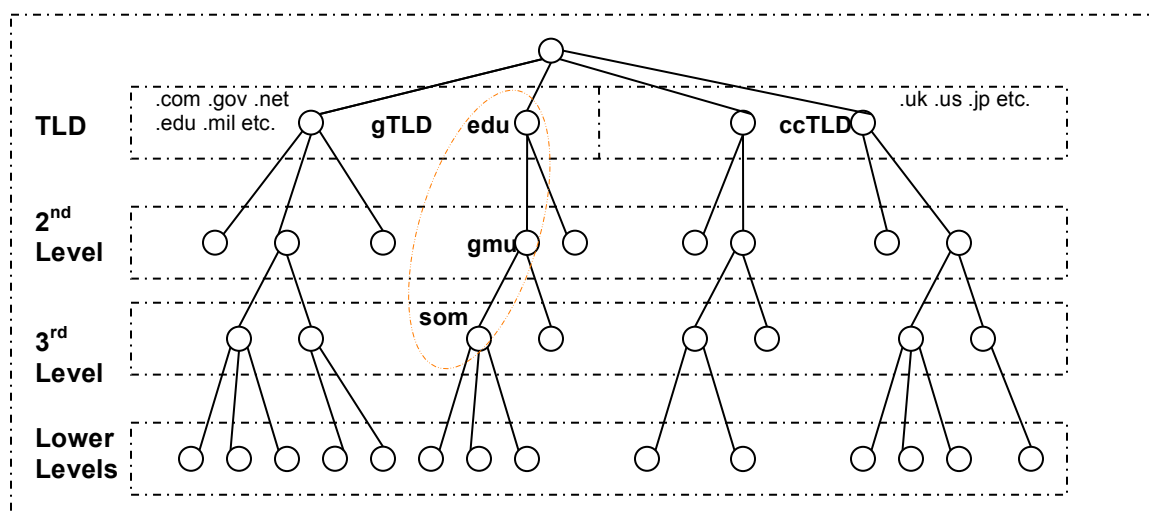 .com .gov .net
.edu .mil etc.
.uk .us .jp etc.
TLD
gTLD
edu
ccTLD
2nd
Level
gmu
3rd
Level
som
Lower
Levels